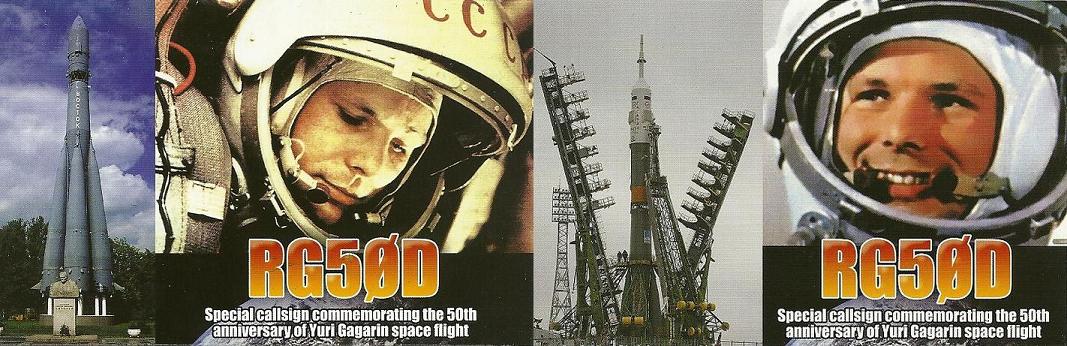 ВОСТОК
С С С
RG5ØD
Special callsign commemorating the 50th
anniversary of Yuri Gagarin space flight
RG5ØD
Special callsign commemorating the 50th
anniversary of Yuri Gagarin space flight